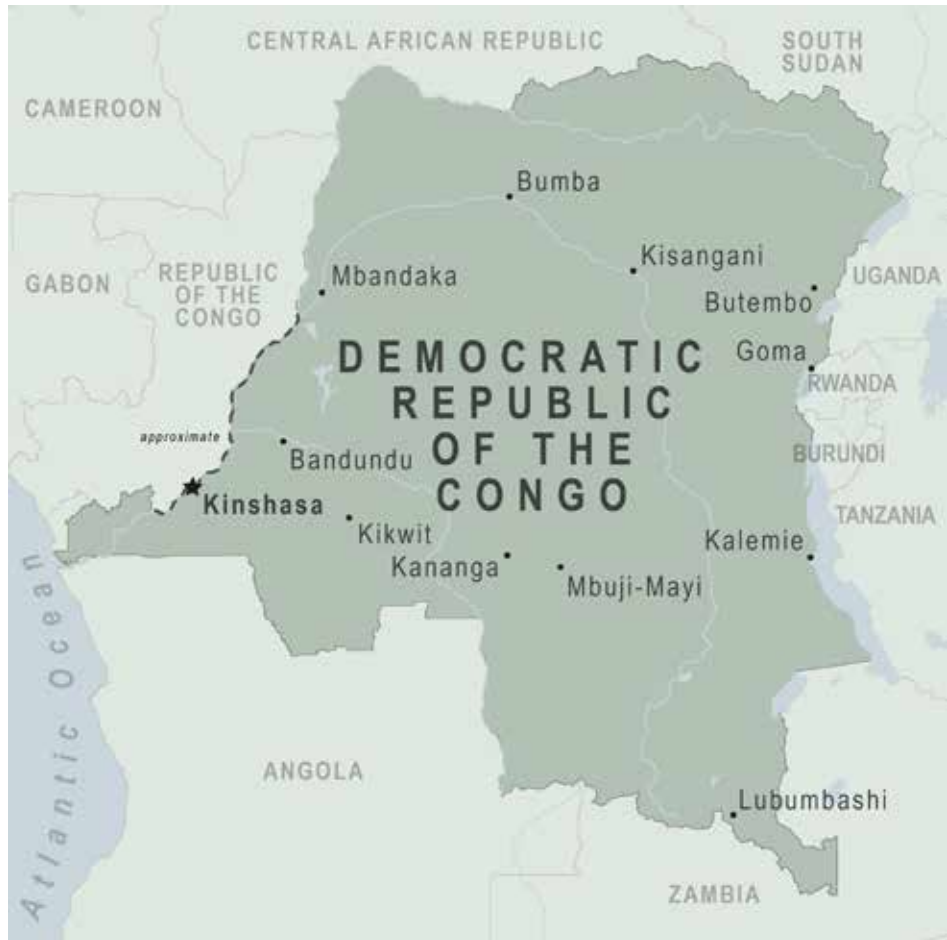 CENTRAL AFRICAN REPUBLIC
SOUTH
SUDAN
CAMEROON
Bumba
Kisangani
GABON
REPUBLIC
OF THE
CONGO
Mbandaka
UGANDA
Butembo
DEMOCRATIC
REPUBLIC
OF THE
CONGO
Goma
RWANDA
approximate
Bandundu
BURUNDI
Kinshasa
TANZANIA
Kikwit
Kananga
Mbuji-Mayi
Kalemie
Atlantic Ocean
ANGOLA
Lubumbashi
ZAMBIA